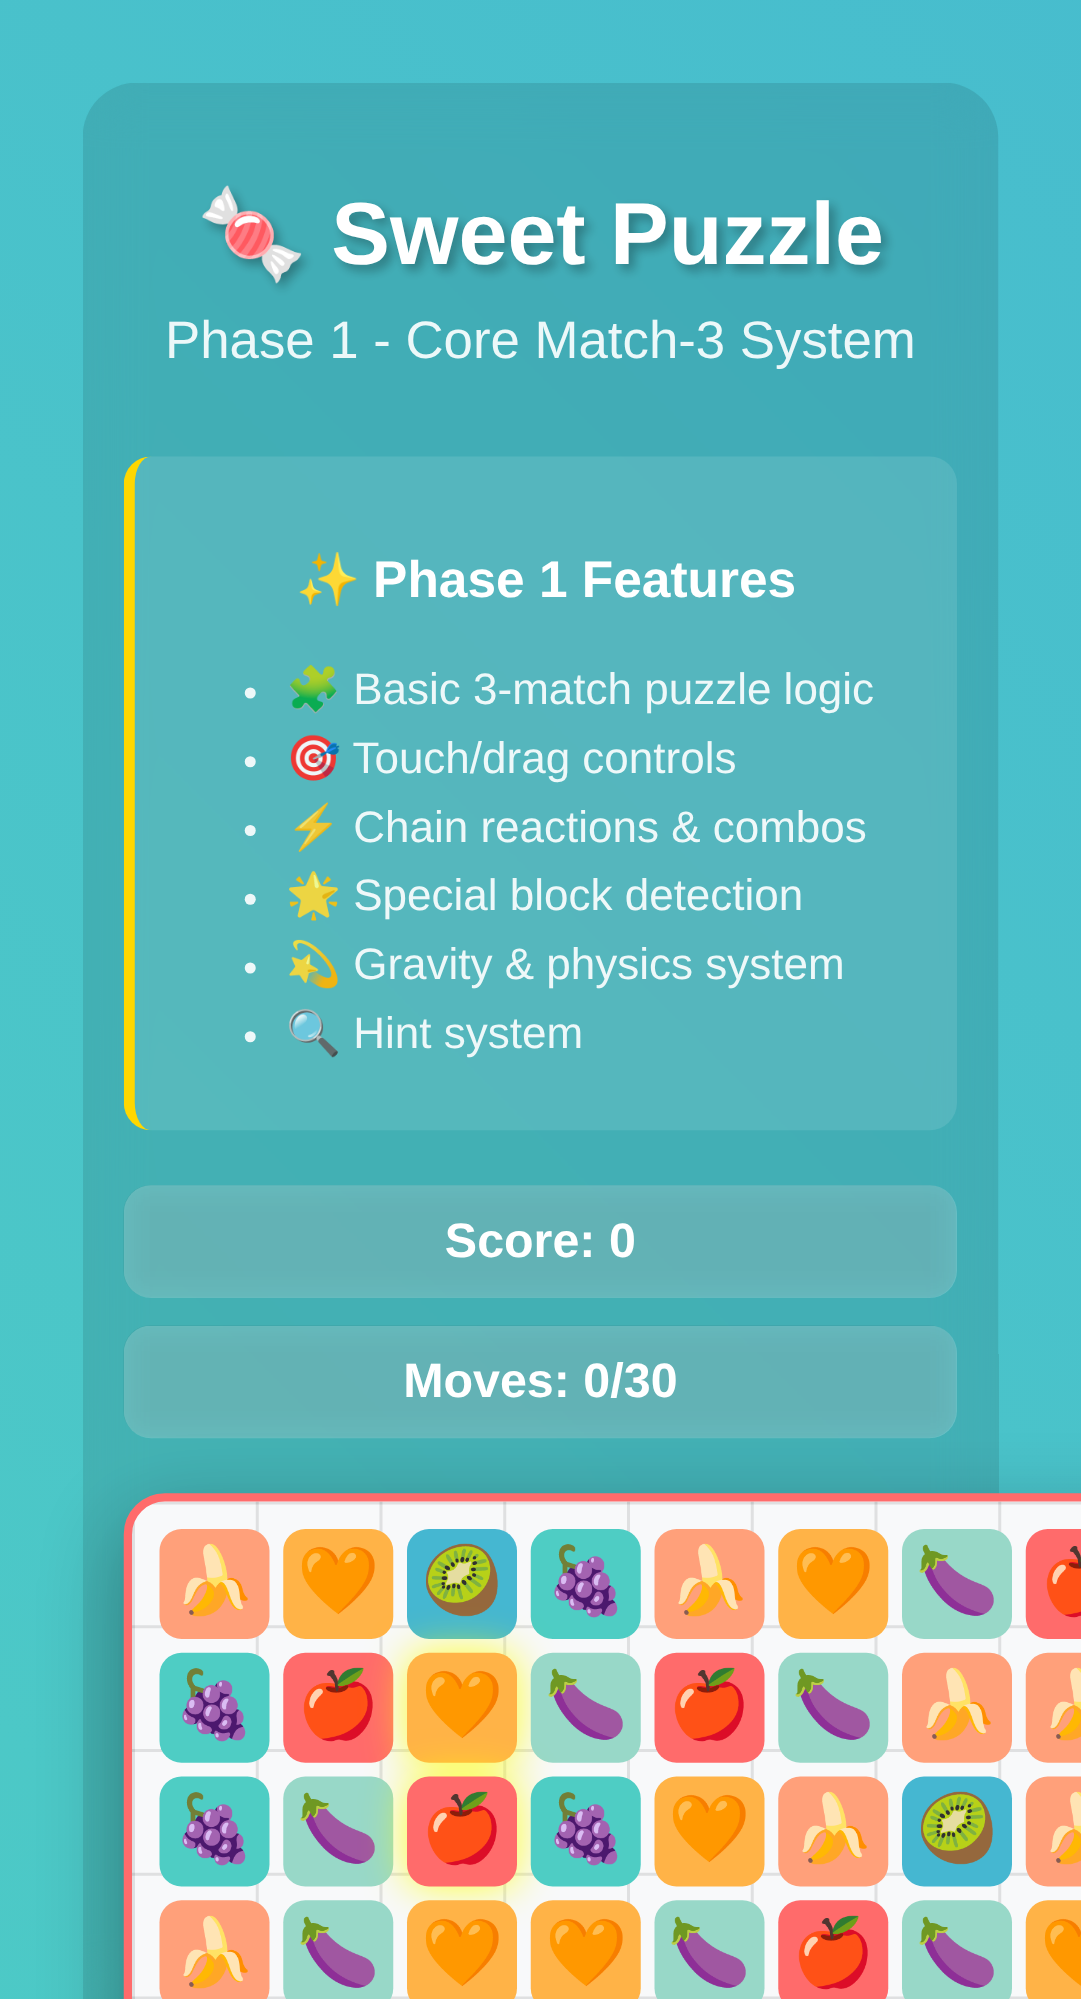 🍬 Sweet Puzzle
Phase 1 - Core Match-3 System
✨ Phase 1 Features
• 🧩 Basic 3-match puzzle logic
• 🎯 Touch/drag controls
• ⚡ Chain reactions & combos
• 🌟 Special block detection
• 💫 Gravity & physics system
• 🔍 Hint system
Score: 0
Moves: 0/30